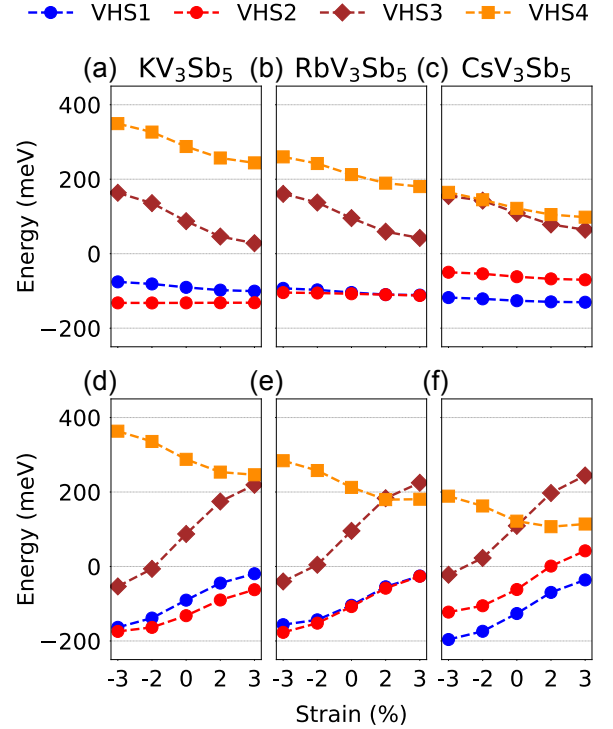 VHS1 VHS2 VHS3 VHS4
(a) KV₃Sb₅ (b) RbV₃Sb₅ (c) CsV₃Sb₅
400
200
0
−200
Energy (meV)
(d) (e) (f)
400
200
0
−200
Energy (meV)
-3 -2 0 2 3 -3 -2 0 2 3 -3 -2 0 2 3
Strain (%)